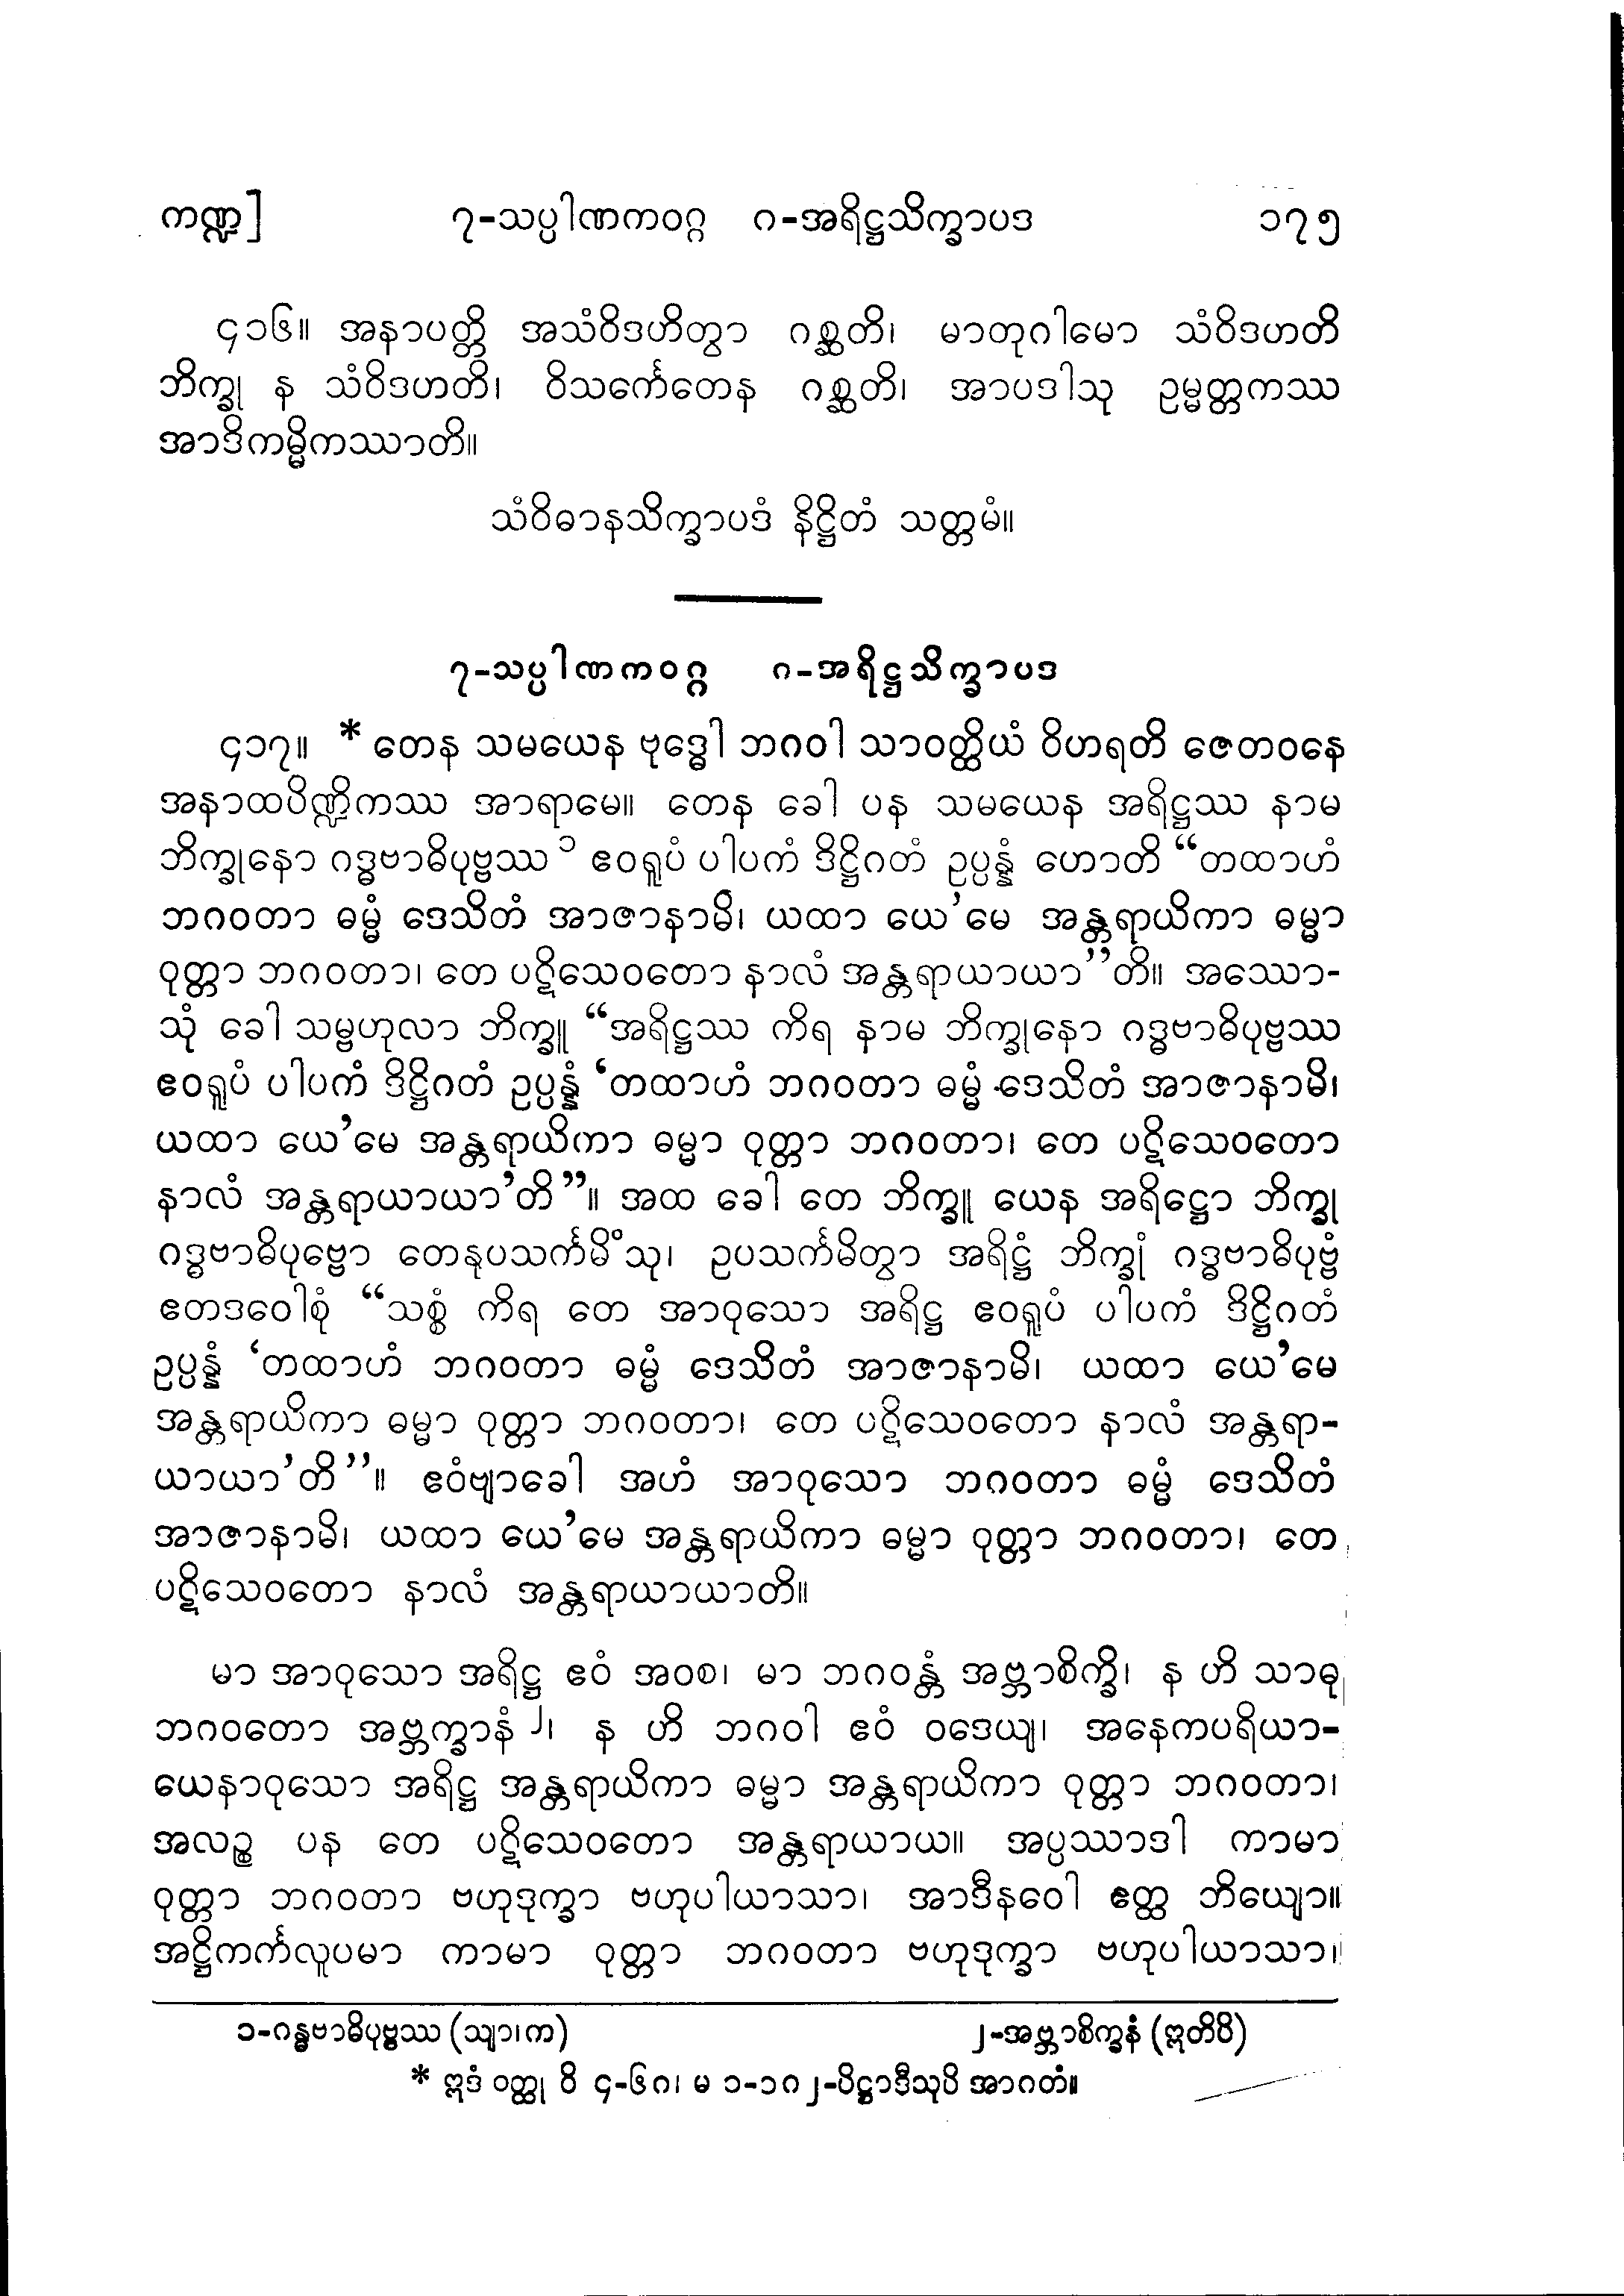 ကဏ္ဍ] ၇-သပ္ပါဏကဝဂ္ဂ ဂ-အရိဋ္ဌသိက္ခာပဒ ၁၇၅
၄၁၆။ အနာပတ္တိ အသံဝိဒဟိတွာ ဂစ္ဆတိ၊ မာတုဂါမော သံဝိဒဟတိ
ဘိက္ခု န သံဝိဒဟတိ၊ ဝိသင်္ကေတေန ဂစ္ဆတိ၊ အာပဒါသု ဥမ္မတ္တကဿ
အာဒိကမ္မိကဿာတိ။
သံဝိဓာနသိက္ခာပဒံ နိဋ္ဌိတံ သတ္တမံ။
၇-သပ္ပါဏကဝဂ္ဂ ဂ-အရိဋ္ဌသိက္ခာပဒ
၄၁၇။ * တေန သမယေန ဗုဒ္ဓေါ ဘဂဝါ သာဝတ္ထိယံ ဝိဟရတိ ဇေတဝနေ
အနာထပိဏ္ဍိကဿ အာရာမေ။ တေန ခေါ ပန သမယေန အရိဋ္ဌဿ နာမ
ဘိက္ခုနော ဂဒ္ဓဗာဓိပုဗ္ဗဿ ၁ ဧဝရူပံ ပါပကံ ဒိဋ္ဌိဂတံ ဥပ္ပန္နံ ဟောတိ “တထာဟံ
ဘဂဝတာ ဓမ္မံ ဒေသိတံ အာဇာနာမိ၊ ယထာ ယေ’မေ အန္တရာယိကာ ဓမ္မာ
ဝုတ္တာ ဘဂဝတာ၊ တေ ပဋိသေဝတော နာလံ အန္တရာယာယာ”တိ။ အဿော-
သုံ ခေါ သမ္ဗဟုလာ ဘိက္ခူ “အရိဋ္ဌဿ ကိရ နာမ ဘိက္ခုနော ဂဒ္ဓဗာဓိပုဗ္ဗဿ
ဧဝရူပံ ပါပကံ ဒိဋ္ဌိဂတံ ဥပ္ပန္နံ ‘တထာဟံ ဘဂဝတာ ဓမ္မံ ဒေသိတံ အာဇာနာမိ၊
ယထာ ယေ’မေ အန္တရာယိကာ ဓမ္မာ ဝုတ္တာ ဘဂဝတာ၊ တေ ပဋိသေဝတော
နာလံ အန္တရာယာယာ’တိ”။ အထ ခေါ တေ ဘိက္ခူ ယေန အရိဋ္ဌော ဘိက္ခု
ဂဒ္ဓဗာဓိပုဗ္ဗော တေနုပသင်္ကမိံသု၊ ဥပသင်္ကမိတွာ အရိဋ္ဌံ ဘိက္ခုံ ဂဒ္ဓဗာဓိပုဗ္ဗံ
ဧတဒဝေါစုံ “သစ္စံ ကိရ တေ အာဝုသော အရိဋ္ဌ ဧဝရူပံ ပါပကံ ဒိဋ္ဌိဂတံ
ဥပ္ပန္နံ ‘တထာဟံ ဘဂဝတာ ဓမ္မံ ဒေသိတံ အာဇာနာမိ၊ ယထာ ယေ’မေ
အန္တရာယိကာ ဓမ္မာ ဝုတ္တာ ဘဂဝတာ၊ တေ ပဋိသေဝတော နာလံ အန္တရာ-
ယာယာ’တိ”။ ဧဝံဗျာခေါ အဟံ အာဝုသော ဘဂဝတာ ဓမ္မံ ဒေသိတံ
အာဇာနာမိ၊ ယထာ ယေ’မေ အန္တရာယိကာ ဓမ္မာ ဝုတ္တာ ဘဂဝတာ၊ တေ
ပဋိသေဝတော နာလံ အန္တရာယာယာတိ။
မာ အာဝုသော အရိဋ္ဌ ဧဝံ အဝစ၊ မာ ဘဂဝန္တံ အဗ္ဘာစိက္ခိ၊ န ဟိ သာဓု
ဘဂဝတော အဗ္ဘက္ခာနံ ၂၊ န ဟိ ဘဂဝါ ဧဝံ ဝဒေယျ၊ အနေကပရိယာ-
ယေနာဝုသော အရိဋ္ဌ အန္တရာယိကာ ဓမ္မာ အန္တရာယိကာ ဝုတ္တာ ဘဂဝတာ၊
အလဉ္စ ပန တေ ပဋိသေဝတော အန္တရာယာယ။ အပ္ပဿာဒါ ကာမာ
ဝုတ္တာ ဘဂဝတာ ဗဟုဒုက္ခာ ဗဟုပါယာသာ၊ အာဒီနဝေါ ဧတ္ထ ဘိယျော။
အဋ္ဌိကင်္ကလူပမာ ကာမာ ဝုတ္တာ ဘဂဝတာ ဗဟုဒုက္ခာ ဗဟုပါယာသာ၊
၁-ဂန္ဓဗာဓိပုဗ္ဗဿ (သျာ၊က) ၂-အဗ္ဘာစိက္ခနံ (ဣတိပိ)
* ဣဒံ ဝတ္ထု ဝိ ၄-၆ဂ၊ မ ၁-၁ဂ၂-ပိဋ္ဌာဒီသုပိ အာဂတံ။